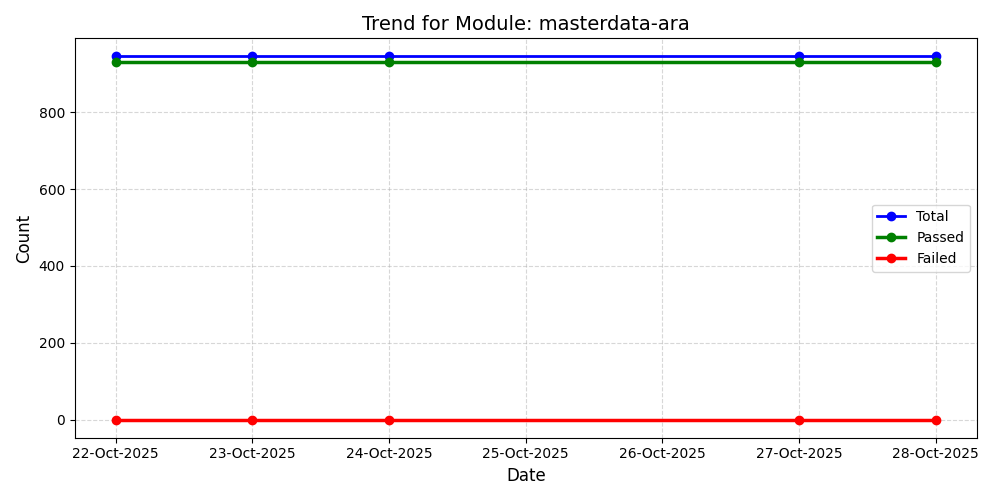 Trend for Module: masterdata-ara
800
600
400
200
0
Count
Total
Passed
Failed
22-Oct-2025 23-Oct-2025 24-Oct-2025 25-Oct-2025 26-Oct-2025 27-Oct-2025 28-Oct-2025
Date